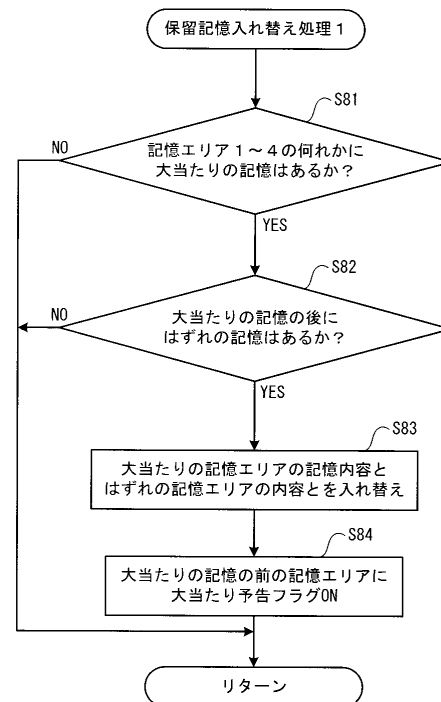 保留記憶入れ替え処理１
S81
記憶エリア１～４の何れかに
大当たりの記憶はあるか？
NO
YES
S82
大当たりの記憶の後に
はずれの記憶はあるか？
NO
YES
S83
大当たりの記憶エリアの記憶内容と
はずれの記憶エリアの内容とを入れ替え
S84
大当たりの記憶の前の記憶エリアに
大当たり予告フラグON
リターン